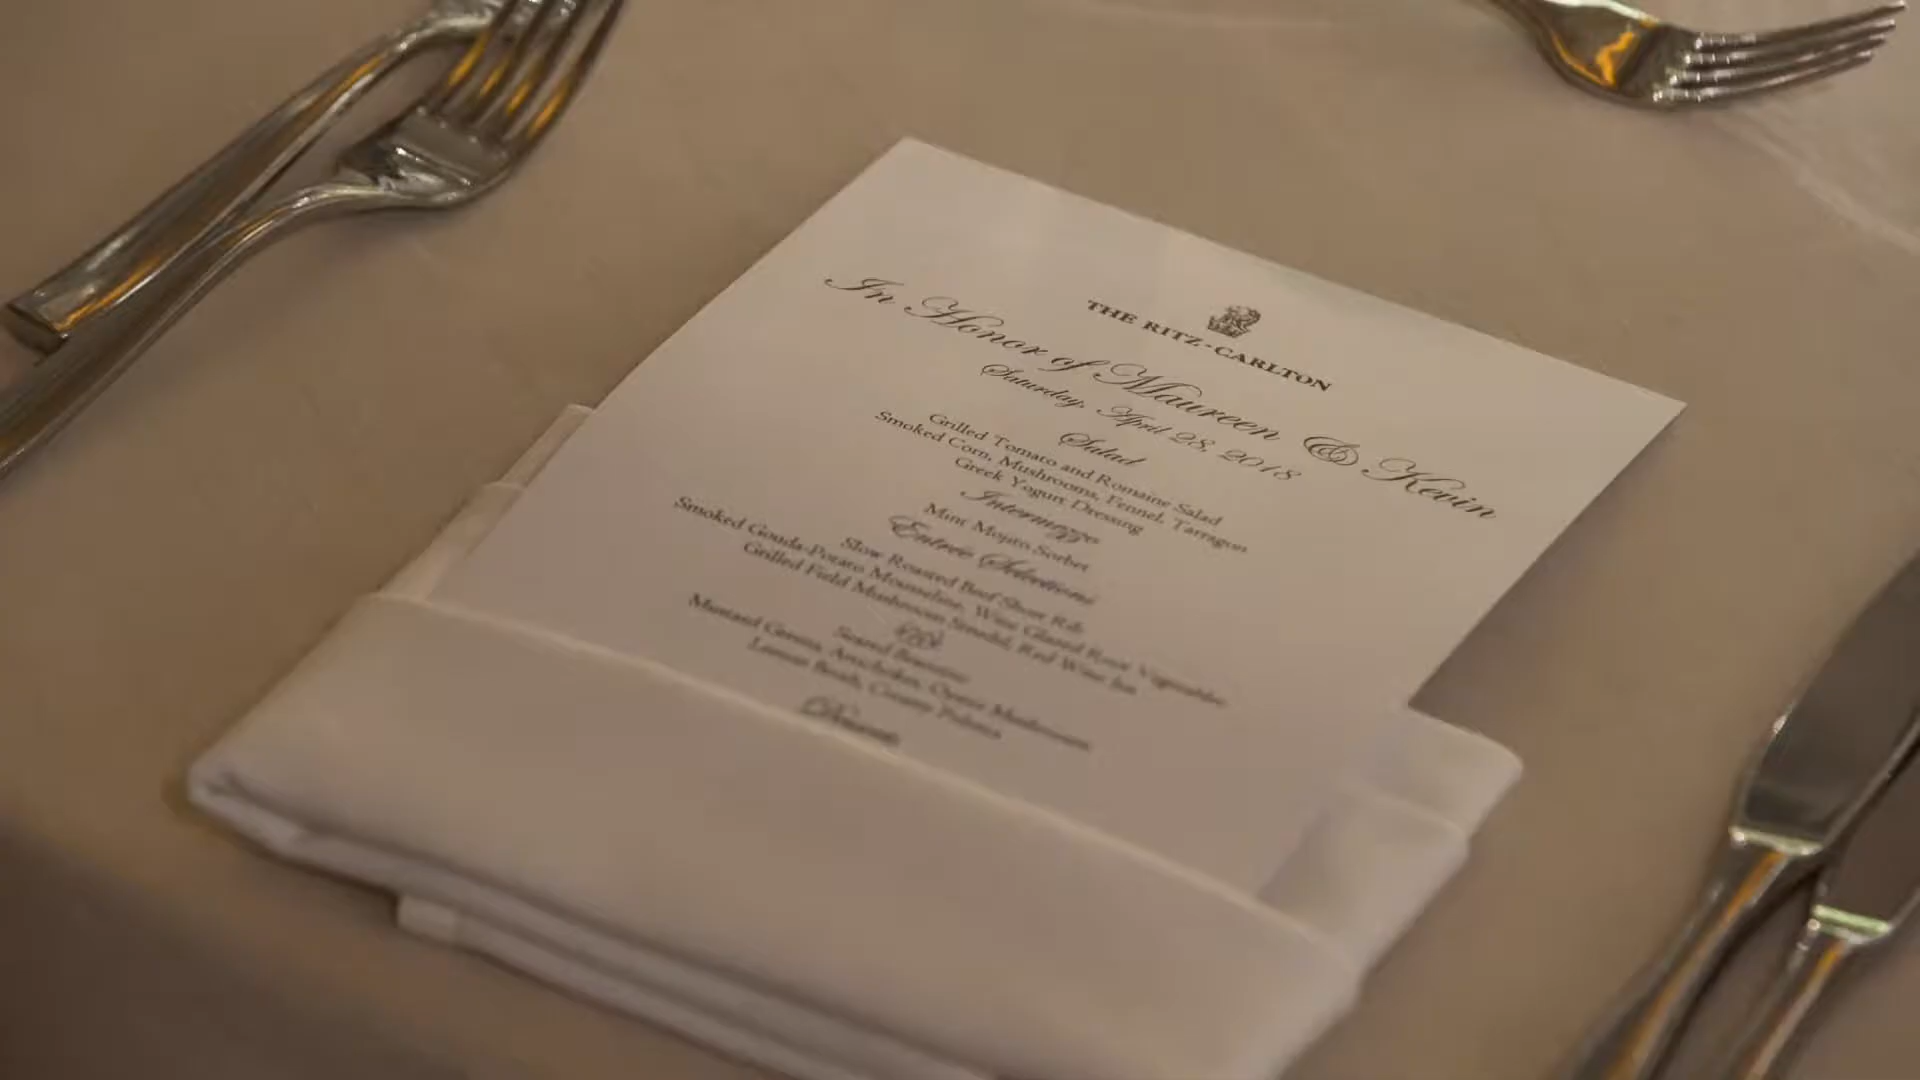 THE RITZ-CARLTON
In Honor of Maureen & Kevin
Saturday, April 28, 2018
Salad
Grilled Tomato and Romaine Salad
Smoked Corn, Mushrooms, Fennel, Tarragon
Greek Yogurt Dressing
Intermezzo
Mint Mojito Sorbet
Entrée Selections
Slow Roasted Beef Short Rib
Smoked Gouda-Potato Mousseline, Wine Glazed Root Vegetables
Grilled Field Mushroom Strudel, Red Wine Jus
Seared Branzino
Mustard Greens, Artichokes, Oyster Mushrooms
Lemon Broth, Creamy Polenta
Dessert